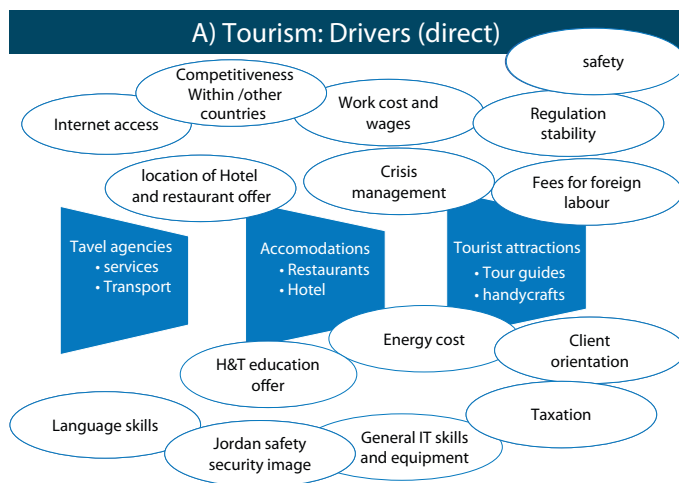 A) Tourism: Drivers (direct)
safety
Competitiveness
Within /other
countries
Internet access
Work cost and
wages
Regulation
stability
location of Hotel
and restaurant offer
Crisis
management
Fees for foreign
labour
Tavel agencies
• services
• Transport
Accomodations
• Restaurants
• Hotel
Tourist attractions
• Tour guides
• handycrafts
Energy cost
Client
orientation
H&T education
offer
Language skills
Jordan safety
security image
General IT skills
and equipment
Taxation